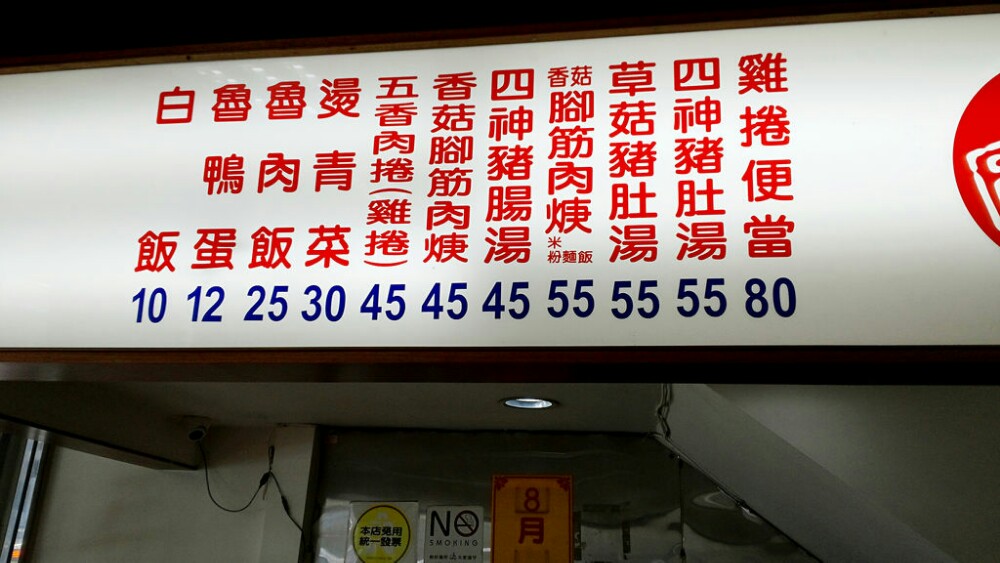 雞捲便當 80
四神豬肚湯 55
草菇豬肚湯 55
香菇腳筋肉焿 米粉麵飯 55
四神豬腸湯 45
香菇腳筋肉焿 45
五香肉捲(雞捲) 45
燙青菜 30
魯肉飯 25
魯鴨蛋 12
白飯 10
本店免用
統一發票
NO
SMOKING
8
月